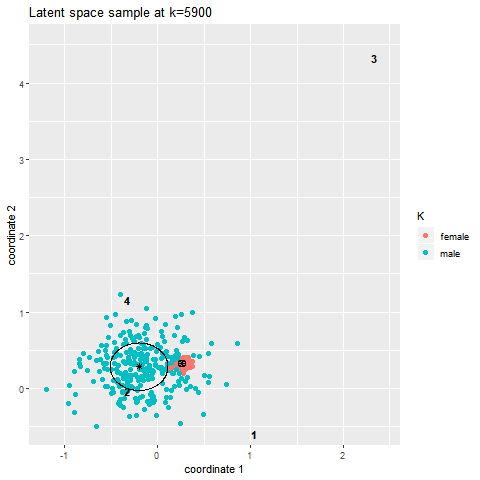 Latent space sample at k=5900
3
4
3
K
female
male
coordinate 2
2
1
4
0
2
1
-1
0
1
2
coordinate 1